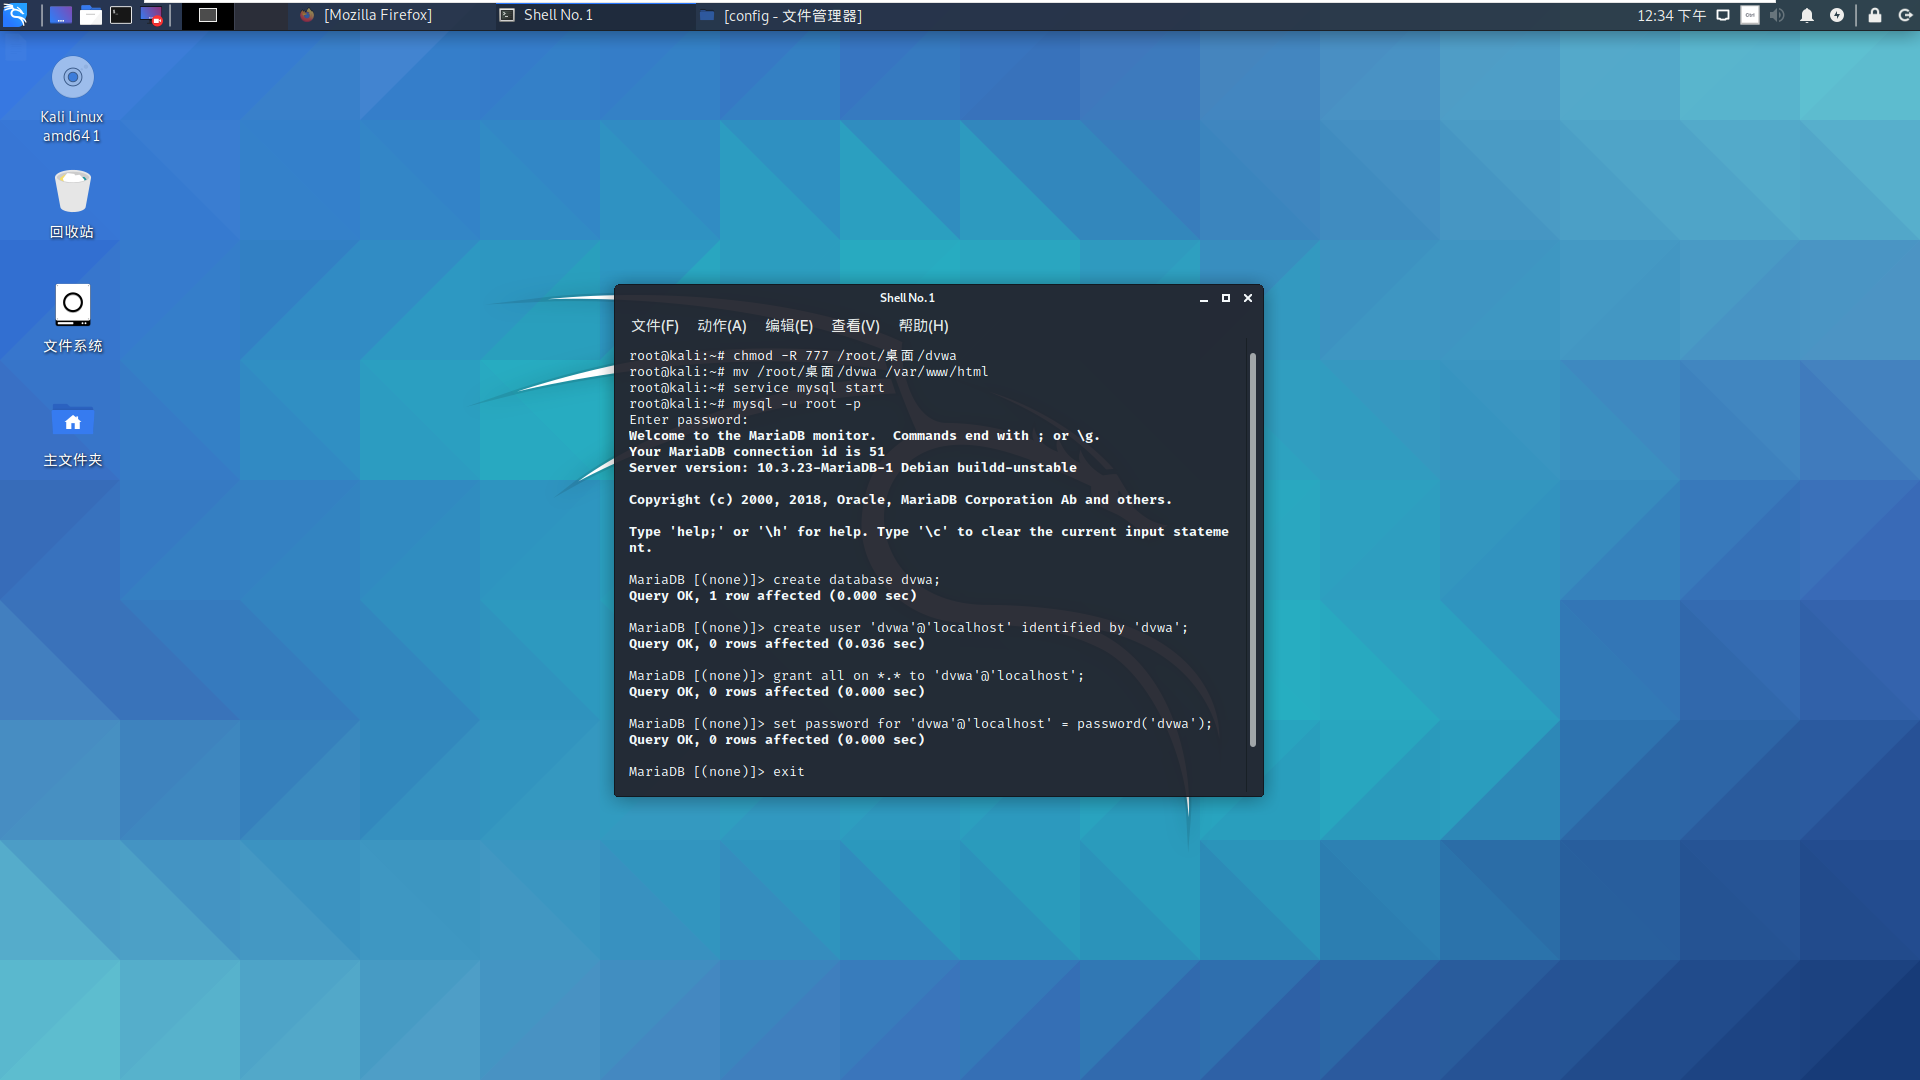 [Mozilla Firefox]
Shell No. 1
[config - 文件管理器]
12:34 下午
Kali Linux
amd64 1
回收站
文件系统
主文件夹
Shell No. 1
文件(F) 动作(A) 编辑(E) 查看(V) 帮助(H)
root@kali:~# chmod -R 777 /root/桌面/dvwa
root@kali:~# mv /root/桌面/dvwa /var/www/html
root@kali:~# service mysql start
root@kali:~# mysql -u root -p
Enter password:
Welcome to the MariaDB monitor.  Commands end with ; or \g.
Your MariaDB connection id is 51
Server version: 10.3.23-MariaDB-1 Debian buildd-unstable
Copyright (c) 2000, 2018, Oracle, MariaDB Corporation Ab and others.
Type 'help;' or '\h' for help. Type '\c' to clear the current input stateme
nt.
MariaDB [(none)]> create database dvwa;
Query OK, 1 row affected (0.000 sec)
MariaDB [(none)]> create user 'dvwa'@'localhost' identified by 'dvwa';
Query OK, 0 rows affected (0.036 sec)
MariaDB [(none)]> grant all on *.* to 'dvwa'@'localhost';
Query OK, 0 rows affected (0.000 sec)
MariaDB [(none)]> set password for 'dvwa'@'localhost' = password('dvwa');
Query OK, 0 rows affected (0.000 sec)
MariaDB [(none)]> exit